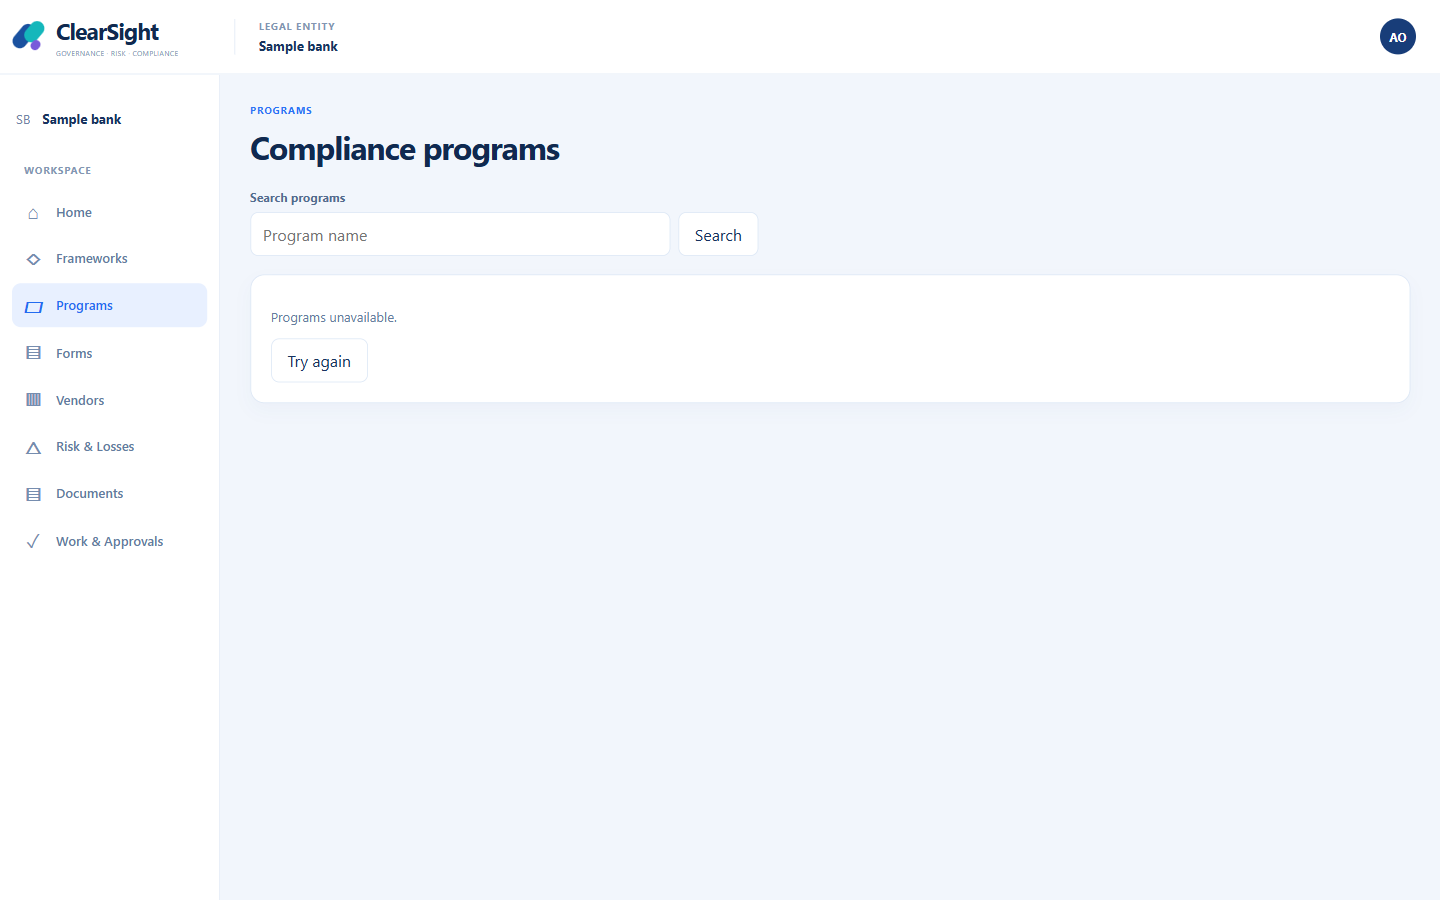 ClearSight
GOVERNANCE · RISK · COMPLIANCE
LEGAL ENTITY
Sample bank
AO
SB Sample bank
WORKSPACE
Home
Frameworks
Programs
Forms
Vendors
Risk & Losses
Documents
Work & Approvals
PROGRAMS
Compliance programs
Search programs
Program name
Search
Programs unavailable.
Try again